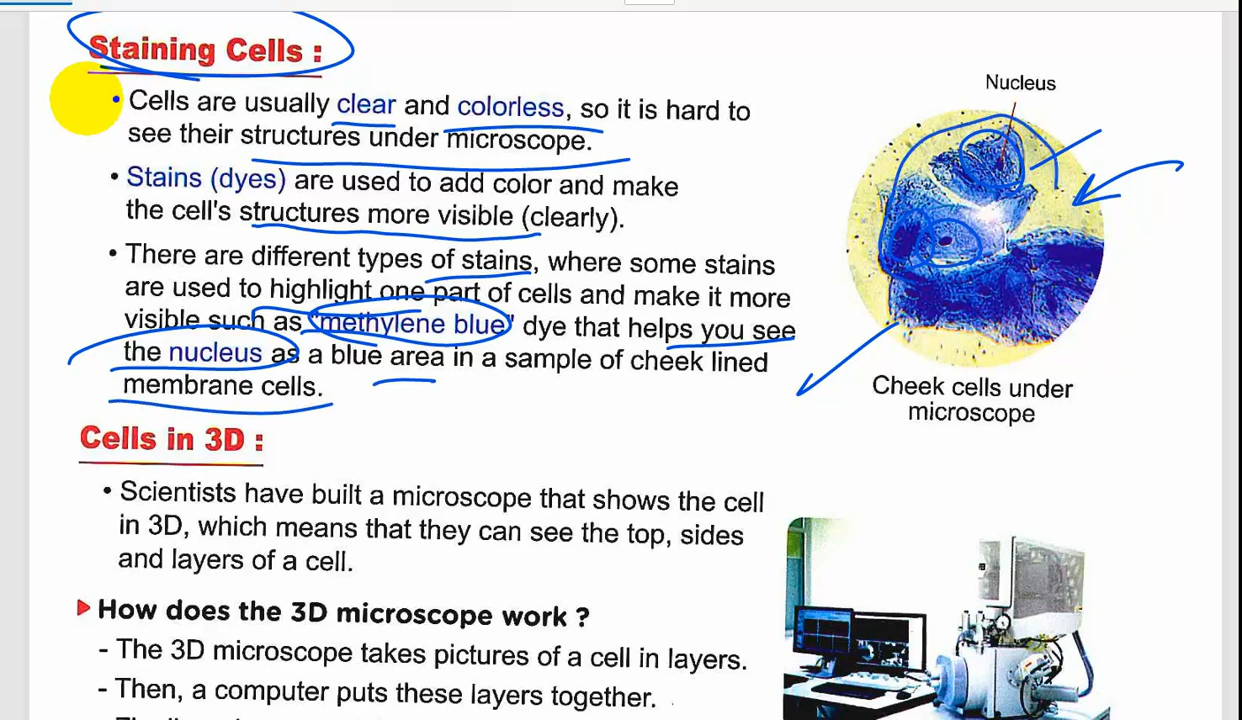 Staining Cells :
• Cells are usually clear and colorless, so it is hard to
see their structures under microscope.
• Stains (dyes) are used to add color and make
the cell's structures more visible (clearly).
• There are different types of stains, where some stains
are used to highlight one part of cells and make it more
visible such as "methylene blue" dye that helps you see
the nucleus as a blue area in a sample of cheek lined
membrane cells.
Nucleus
Cheek cells under
microscope
Cells in 3D :
• Scientists have built a microscope that shows the cell
in 3D, which means that they can see the top, sides
and layers of a cell.
How does the 3D microscope work ?
- The 3D microscope takes pictures of a cell in layers.
- Then, a computer puts these layers together.